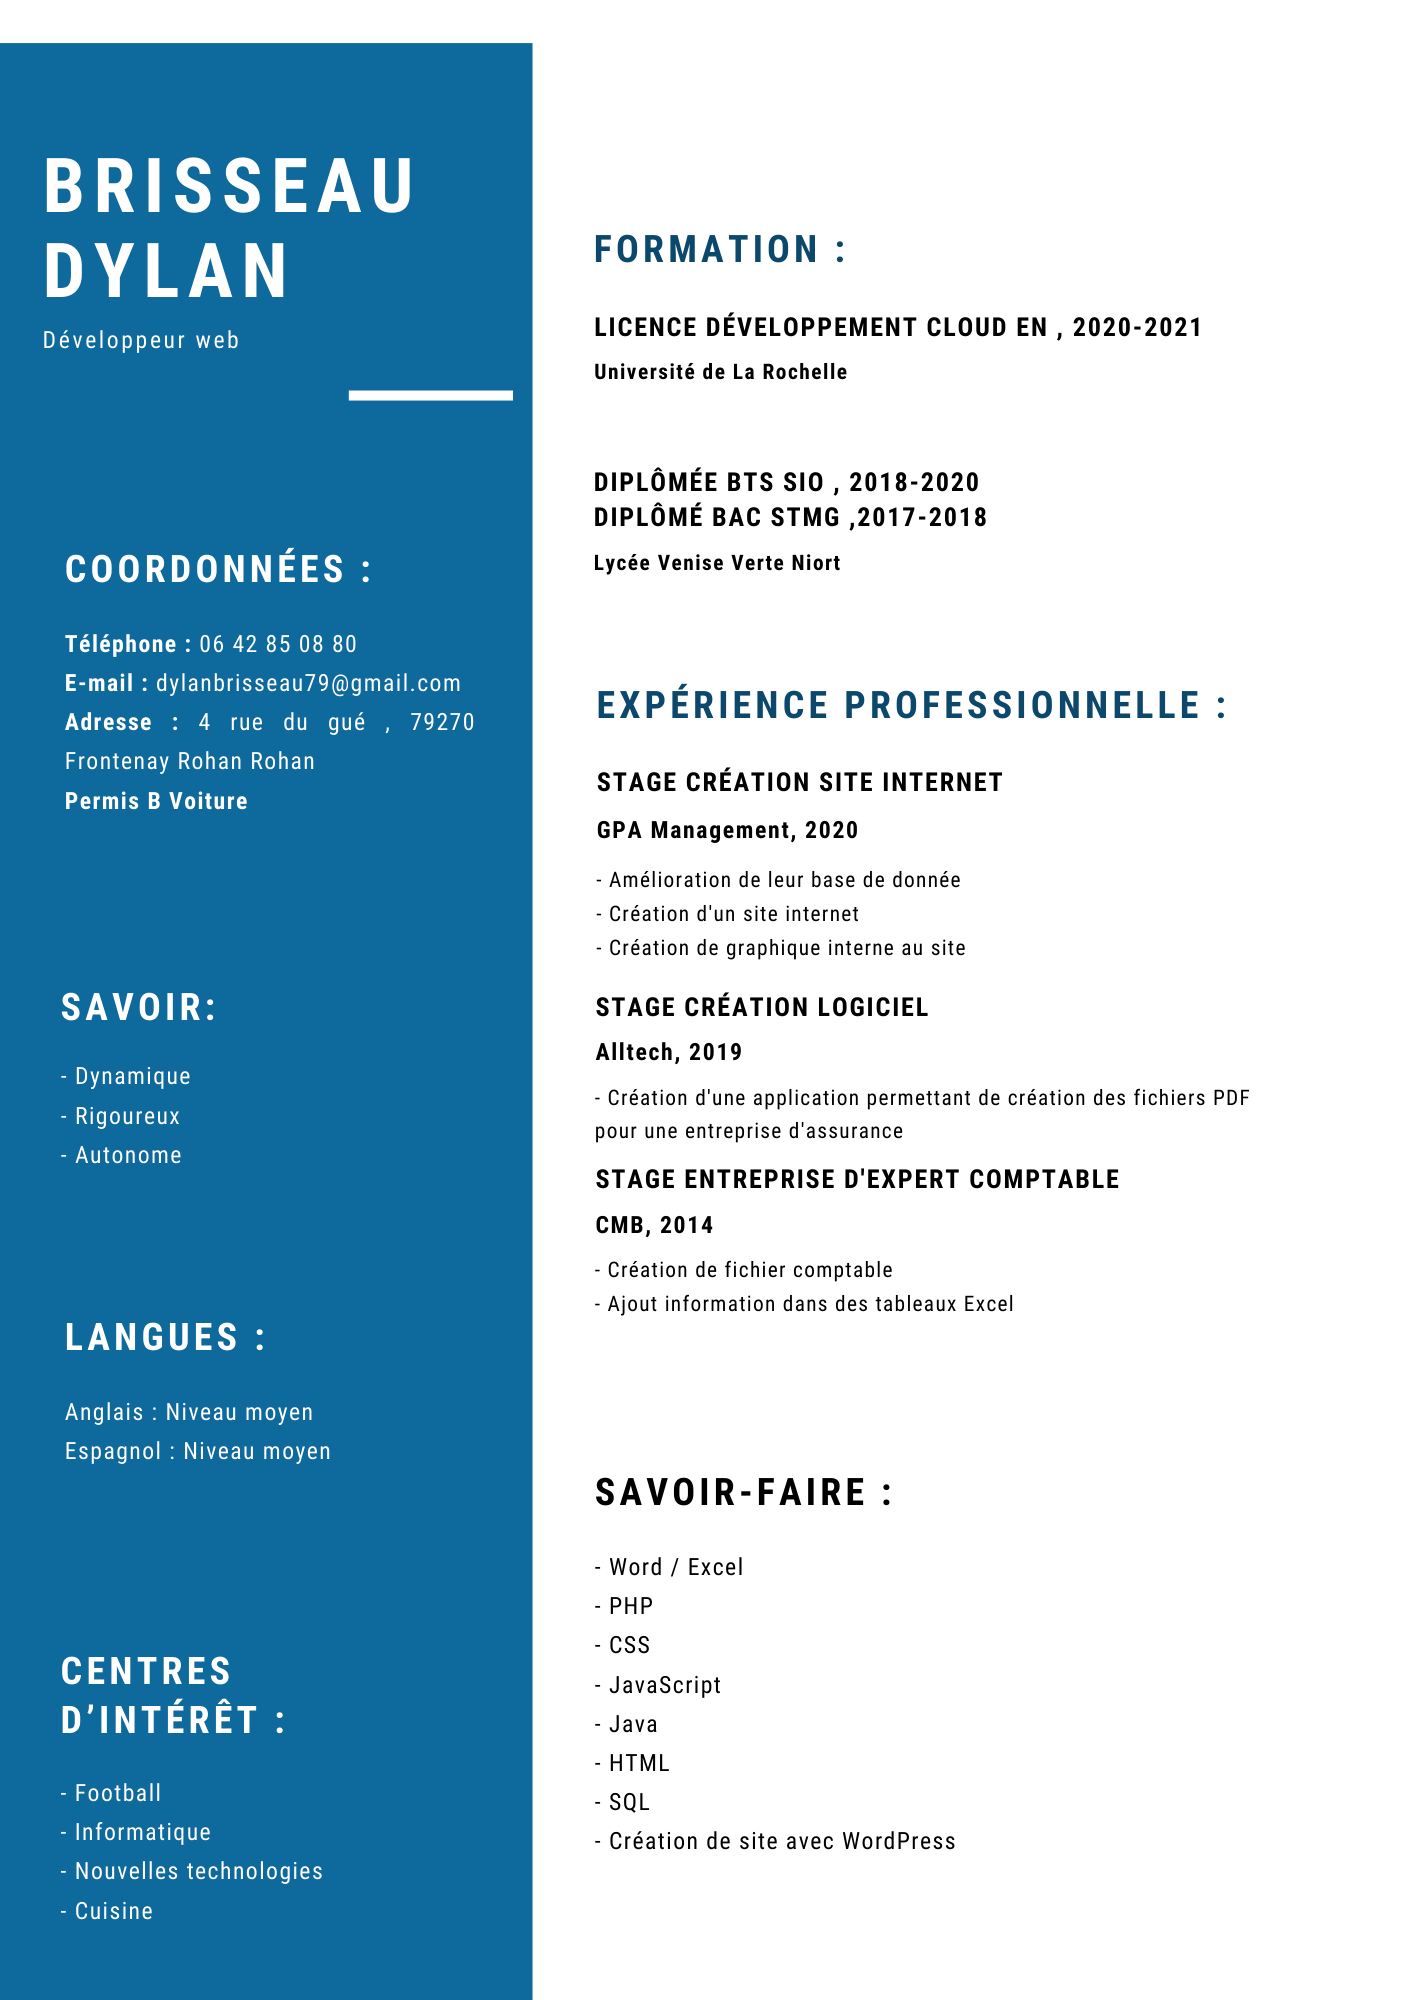 BRISSEAU
DYLAN
Développeur web
COORDONNÉES :
Téléphone : 06 42 85 08 80
E-mail : dylanbrisseau79@gmail.com
Adresse : 4 rue du gué , 79270
Frontenay Rohan Rohan
Permis B Voiture
SAVOIR:
- Dynamique
- Rigoureux
- Autonome
LANGUES :
Anglais : Niveau moyen
Espagnol : Niveau moyen
CENTRES
D’INTÉRÊT :
- Football
- Informatique
- Nouvelles technologies
- Cuisine
FORMATION :
LICENCE DÉVELOPPEMENT CLOUD EN , 2020-2021
Université de La Rochelle
DIPLÔMÉE BTS SIO , 2018-2020
DIPLÔMÉ BAC STMG ,2017-2018
Lycée Venise Verte Niort
EXPÉRIENCE PROFESSIONNELLE :
STAGE CRÉATION SITE INTERNET
GPA Management, 2020
- Amélioration de leur base de donnée
- Création d'un site internet
- Création de graphique interne au site
STAGE CRÉATION LOGICIEL
Alltech, 2019
- Création d'une application permettant de création des fichiers PDF
pour une entreprise d'assurance
STAGE ENTREPRISE D'EXPERT COMPTABLE
CMB, 2014
- Création de fichier comptable
- Ajout information dans des tableaux Excel
SAVOIR-FAIRE :
- Word / Excel
- PHP
- CSS
- JavaScript
- Java
- HTML
- SQL
- Création de site avec WordPress